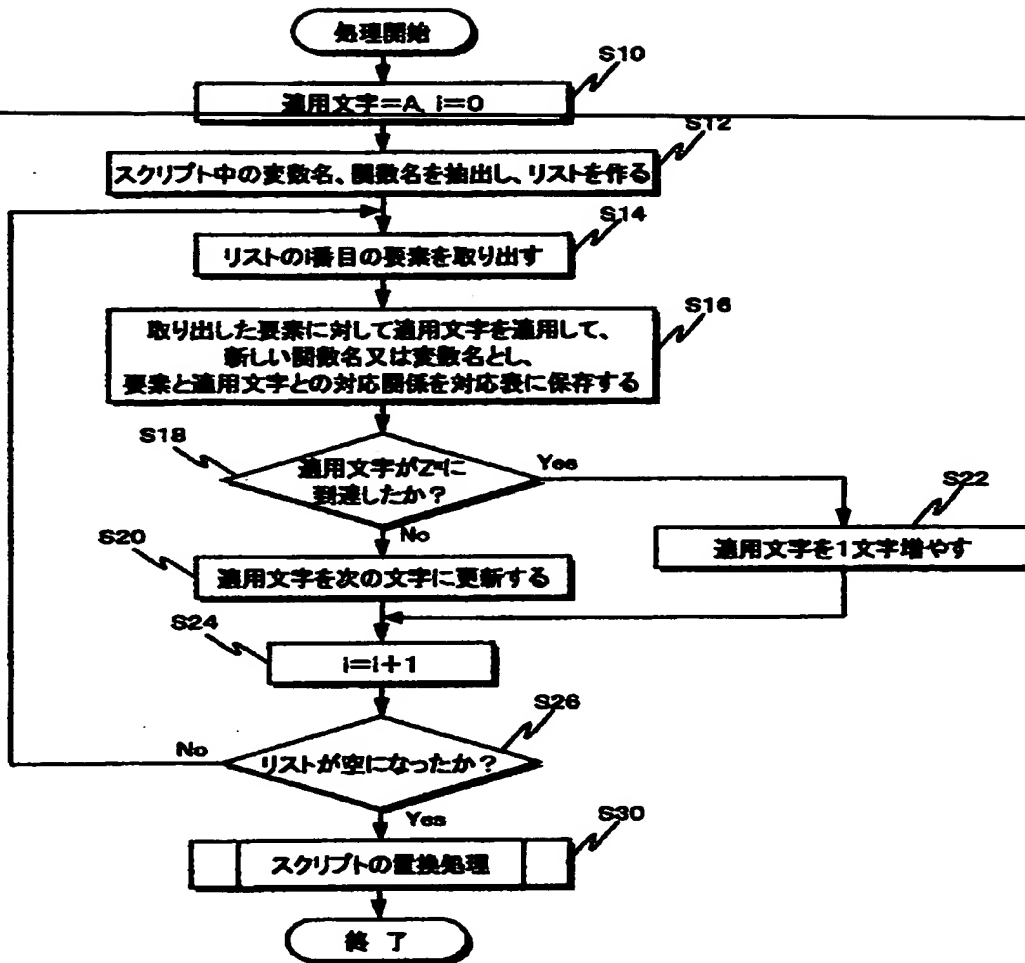 処理開始
S10
適用文字=A、i=0
S12
スクリプト中の変数名、関数名を抽出し、リストを作る
S14
リストのi番目の要素を取り出す
S16
取り出した要素に対して適用文字を適用して、
新しい関数名又は変数名とし、
要素と適用文字との対応関係を対応表に保存する
S18
適用文字が
到達したか?
Yes
No
S22
適用文字を1文字増やす
S20
適用文字を次の文字に更新する
S24
i=i+1
S26
リストが空になったか?
No
Yes
S30
スクリプトの置換処理
終了